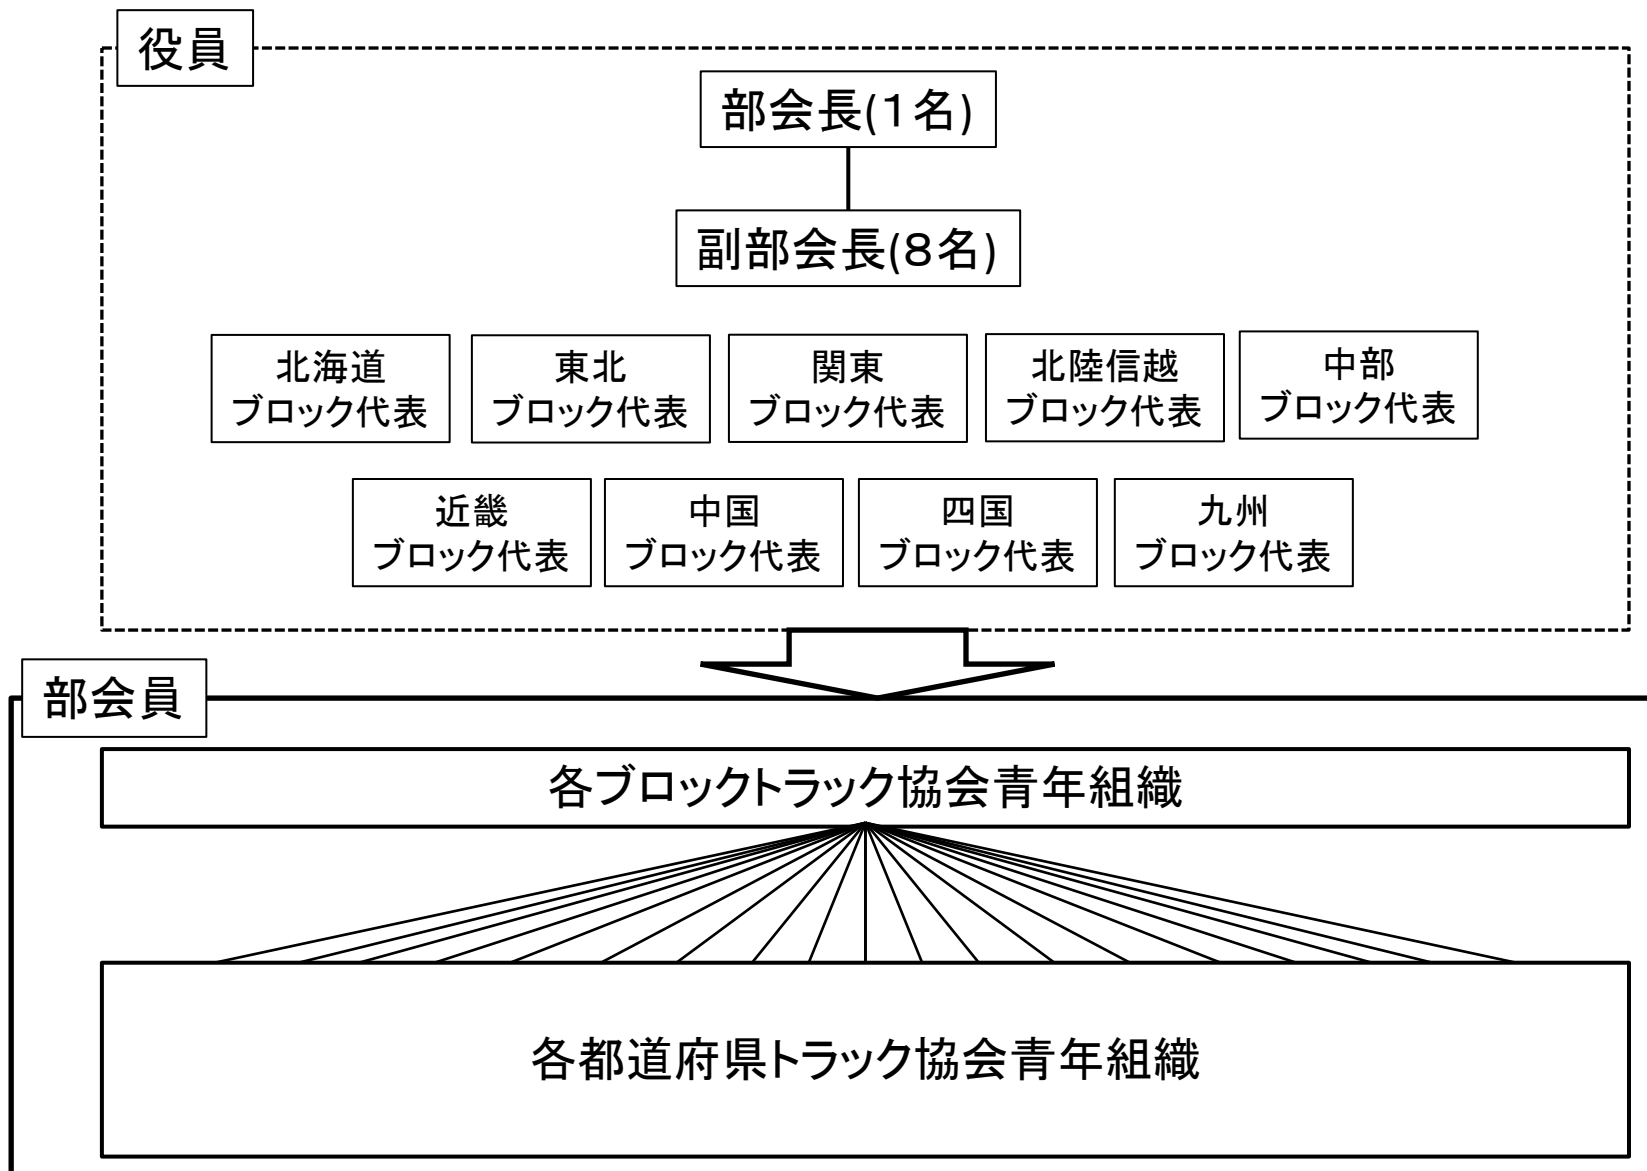 役員
部会長(1名)
副部会長(8名)
北海道
ブロック代表
東北
ブロック代表
関東
ブロック代表
北陸信越
ブロック代表
中部
ブロック代表
近畿
ブロック代表
中国
ブロック代表
四国
ブロック代表
九州
ブロック代表
部会員
各ブロックトラック協会青年組織
各都道府県トラック協会青年組織